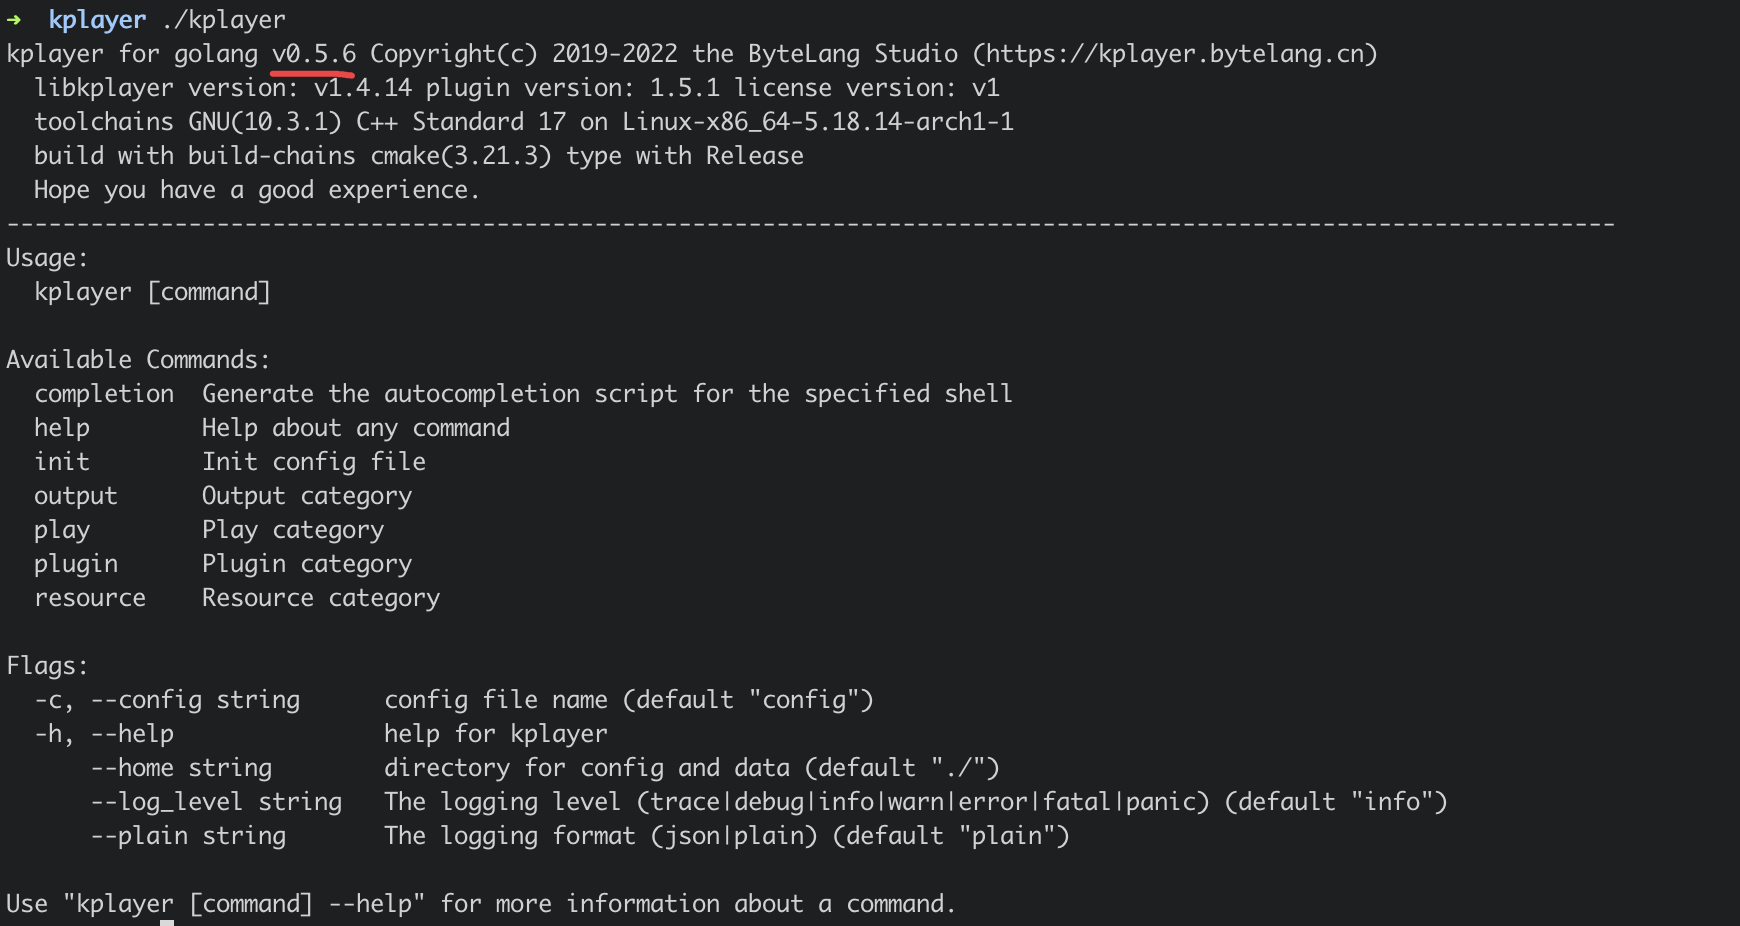 ➜  kplayer ./kplayer
kplayer for golang v0.5.6 Copyright(c) 2019-2022 the ByteLang Studio (https://kplayer.bytelang.cn)
  libkplayer version: v1.4.14 plugin version: 1.5.1 license version: v1
  toolchains GNU(10.3.1) C++ Standard 17 on Linux-x86_64-5.18.14-arch1-1
  build with build-chains cmake(3.21.3) type with Release
  Hope you have a good experience.
-------------------------------------------------------------------------------------------------------------------
Usage:
  kplayer [command]

Available Commands:
  completion  Generate the autocompletion script for the specified shell
  help        Help about any command
  init        Init config file
  output      Output category
  play        Play category
  plugin      Plugin category
  resource    Resource category

Flags:
  -c, --config string      config file name (default "config")
  -h, --help               help for kplayer
      --home string        directory for config and data (default "./")
      --log_level string   The logging level (trace|debug|info|warn|error|fatal|panic) (default "info")
      --plain string       The logging format (json|plain) (default "plain")

Use "kplayer [command] --help" for more information about a command.